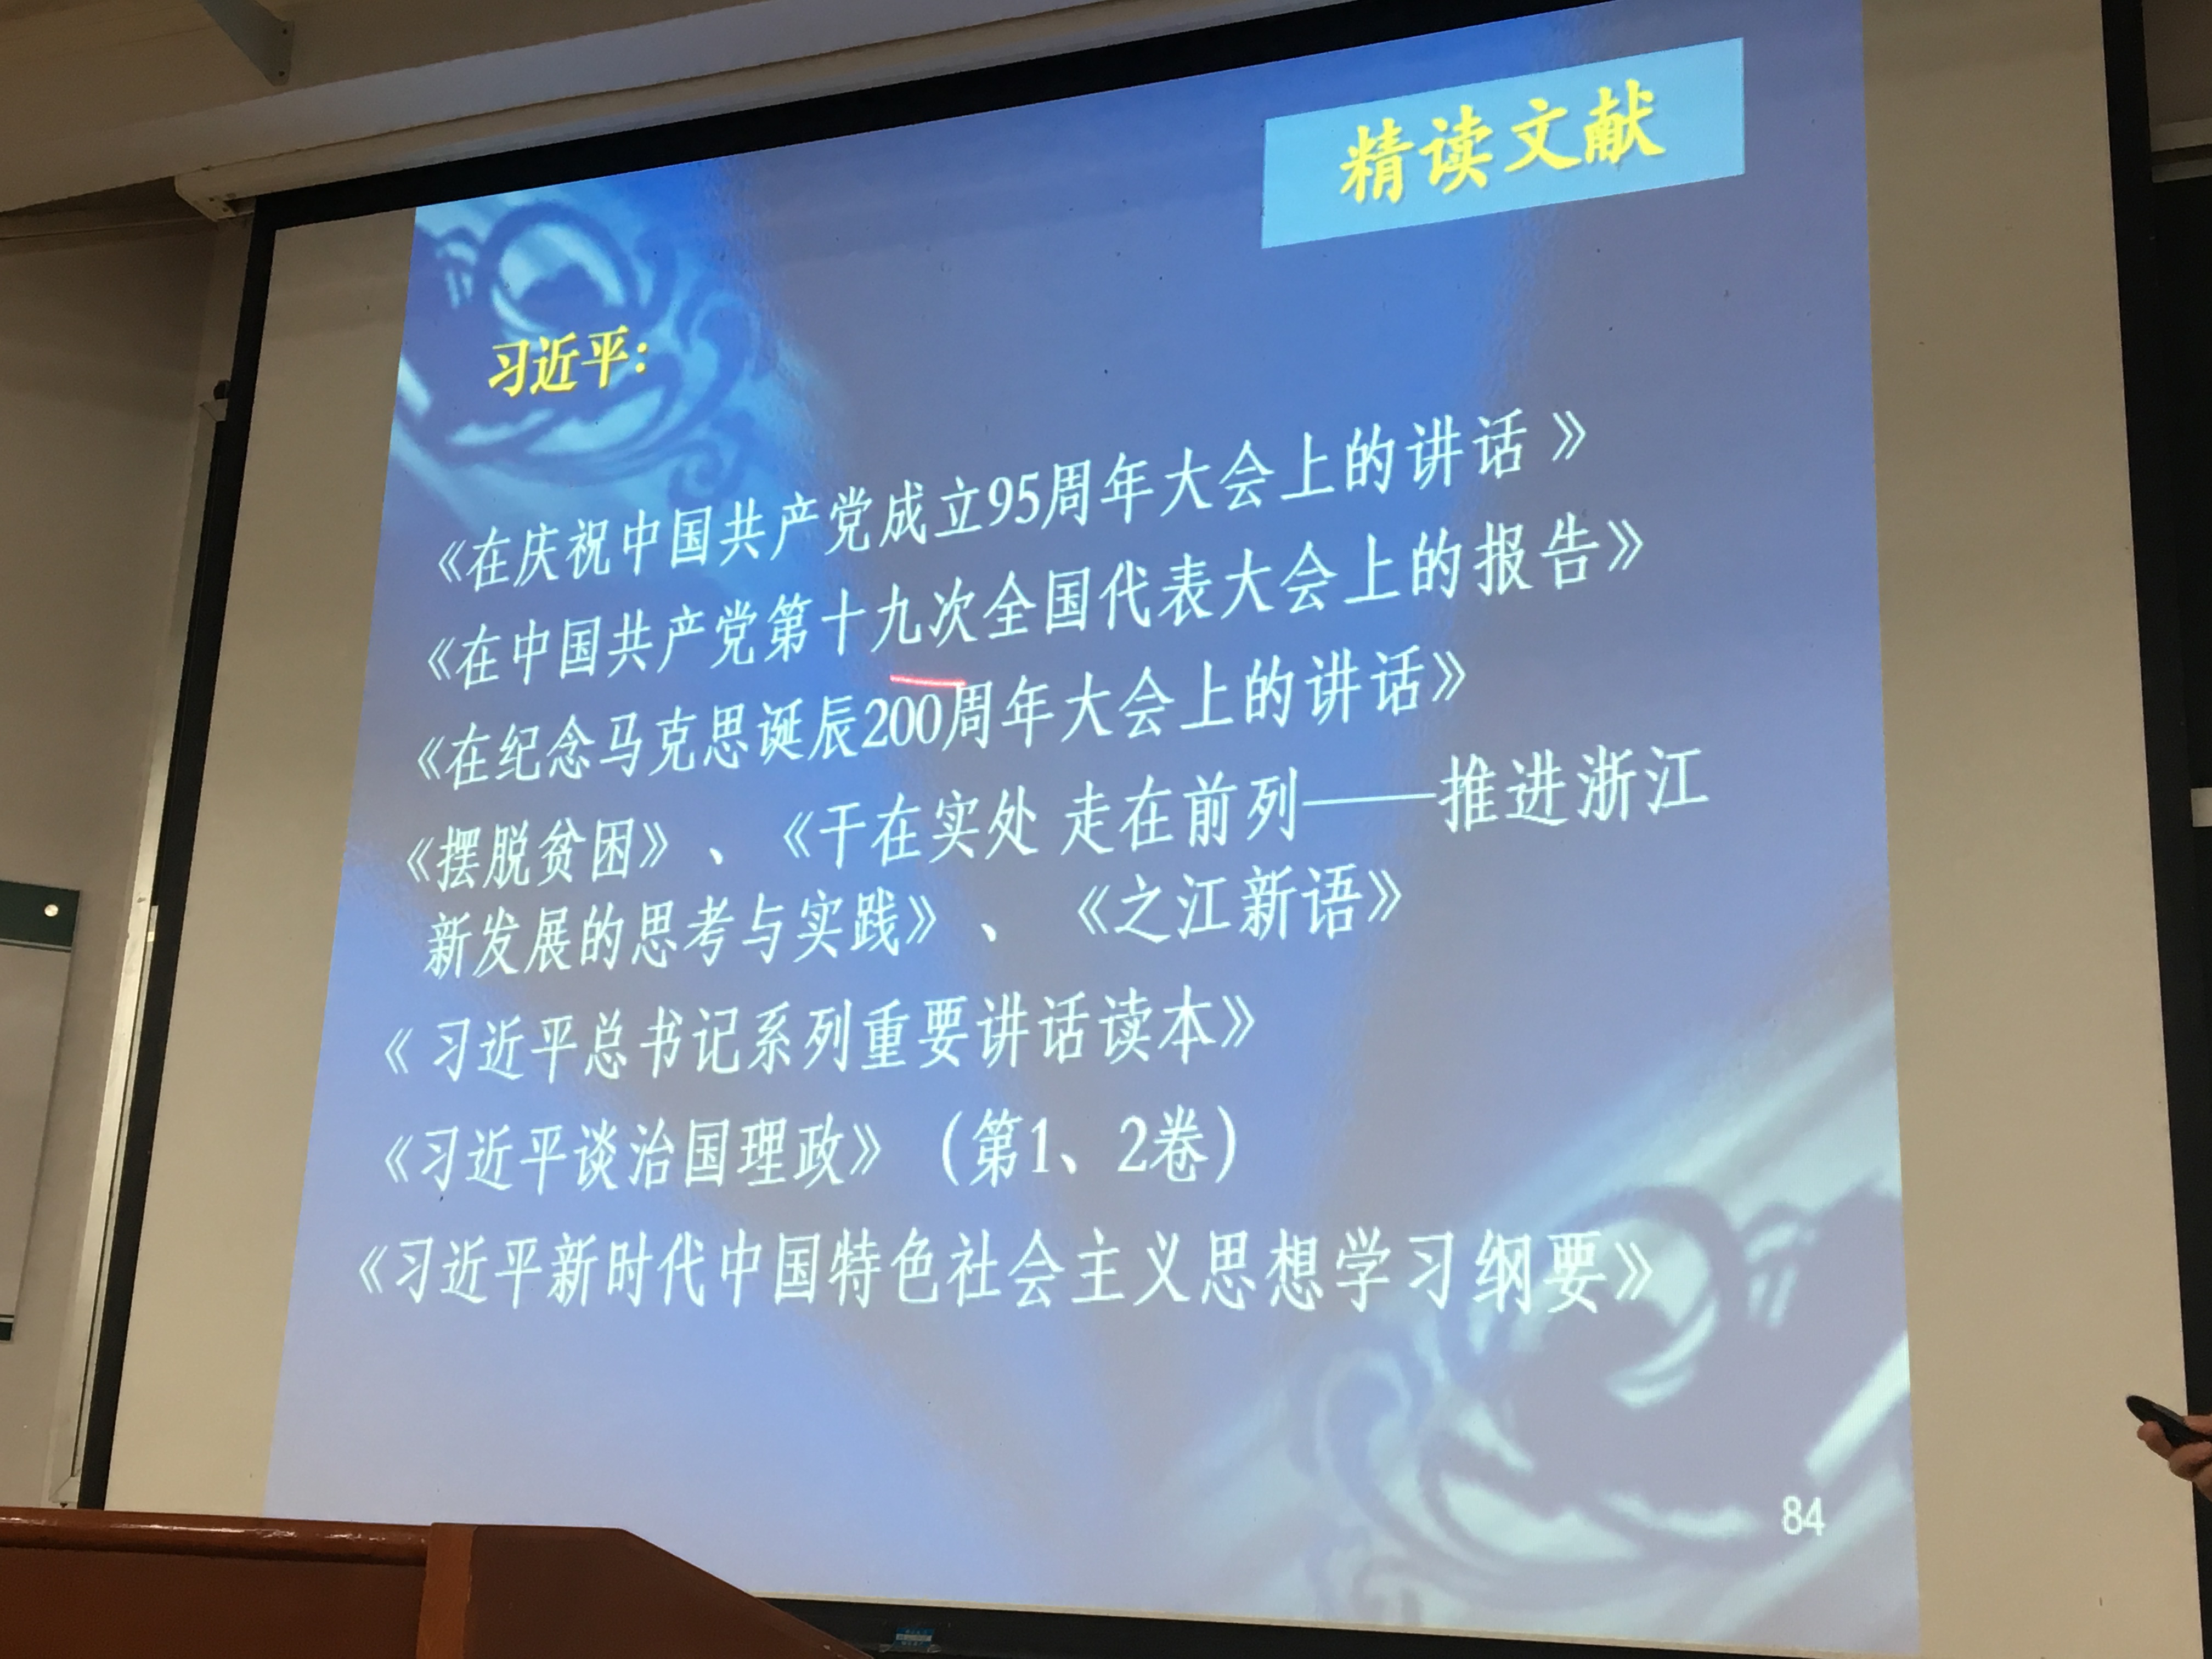 精读文献
习近平：
《在庆祝中国共产党成立95周年大会上的讲话 》
《在中国共产党第十九次全国代表大会上的报告》
《在纪念马克思诞辰200周年大会上的讲话》
《摆脱贫困》 、 《干在实处 走在前列——推进浙江
新发展的思考与实践》 、 《之江新语》
《 习近平总书记系列重要讲话读本》
《习近平谈治国理政》（第1、2卷）
《习近平新时代中国特色社会主义思想学习纲要》
84